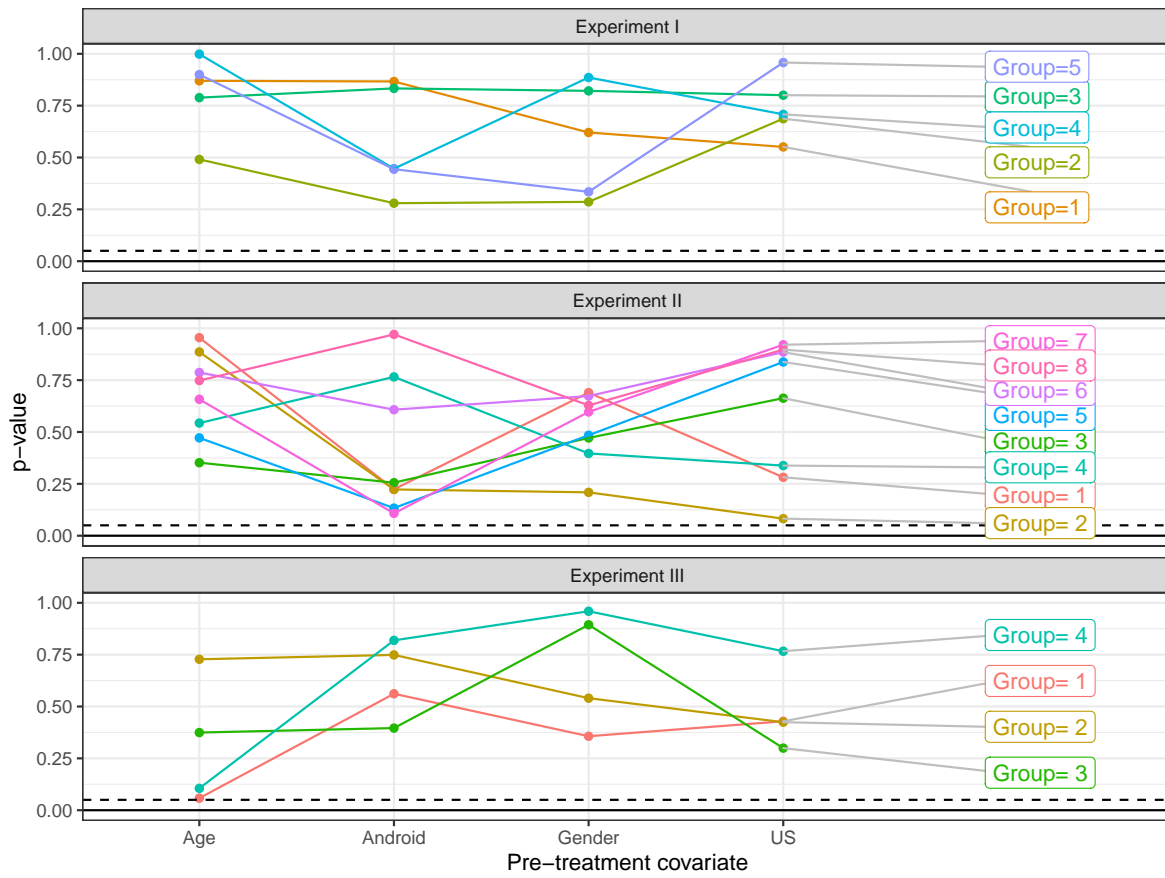 Experiment I
1.00
0.75
0.50
0.25
0.00
Group=5
Group=3
Group=4
Group=2
Group=1
Experiment II
1.00
0.75
0.50
0.25
0.00
Group= 7
Group= 8
Group= 6
Group= 5
Group= 3
Group= 4
Group= 1
Group= 2
p−value
Experiment III
1.00
0.75
0.50
0.25
0.00
Group= 4
Group= 1
Group= 2
Group= 3
Age Android Gender US
Pre−treatment covariate